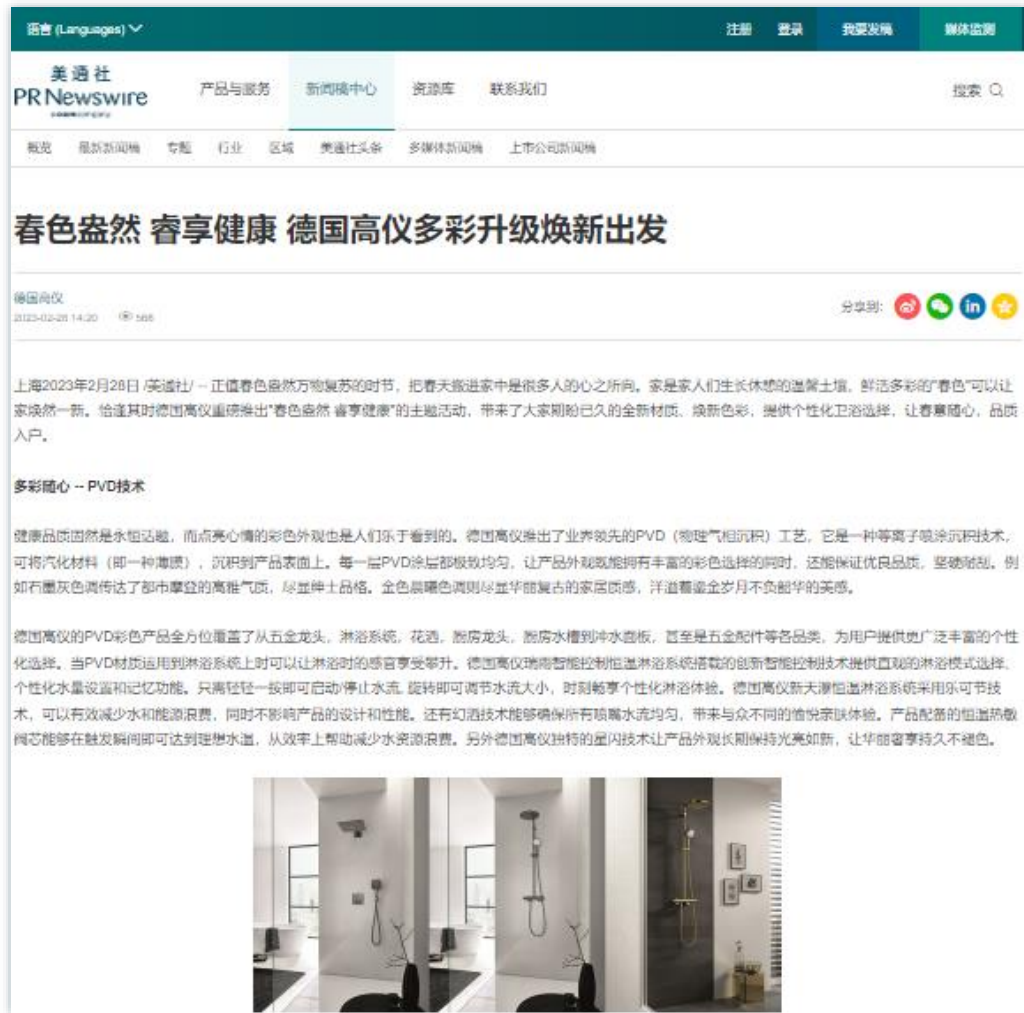 语言 (Languages)
注册 登录 我要发稿 媒体监测
美通社
PR Newswire
产品与服务 新闻稿中心 资源库 联系我们
搜索
概览 最新新闻稿 专题 行业 区域 美通社头条 多媒体新闻稿 上市公司新闻稿
春色盎然 睿享健康 德国高仪多彩升级焕新出发
德国高仪
2023-02-28 14:20 568
分享到:
上海2023年2月28日 /美通社/ -- 正值春色盎然万物复苏的时节，把春天搬进家中是很多人的心之所向。家是家人们生长休憩的温馨土壤，鲜活多彩的"春色"可以让
家焕然一新。恰逢其时德国高仪重磅推出"春色盎然 睿享健康"的主题活动，带来了大家期盼已久的全新材质、焕新色彩，提供个性化卫浴选择，让春意随心，品质
入户。
多彩随心 -- PVD技术
健康品质固然是永恒话题，而点亮心情的彩色外观也是人们乐于看到的。德国高仪推出了业界领先的PVD（物理气相沉积）工艺，它是一种等离子喷涂沉积技术，
可将汽化材料（即一种薄膜），沉积到产品表面上。每一层PVD涂层都极致均匀，让产品外观既能拥有丰富的彩色选择的同时，还能保证优良品质，坚硬耐刮。例
如石墨灰色调传达了都市摩登的高雅气质，尽显绅士品格。金色晨曦色调则尽显华丽复古的家居质感，洋溢着鎏金岁月不负韶华的美感。
德国高仪的PVD彩色产品全方位覆盖了从五金龙头，淋浴系统，花洒，厨房龙头，厨房水槽到冲水面板，甚至是五金配件等各品类，为用户提供更广泛丰富的个性
化选择。当PVD材质运用到淋浴系统上时可以让淋浴时的感官享受攀升。德国高仪瑞雨智能控制恒温淋浴系统搭载的创新智能控制技术提供直观的淋浴模式选择、
个性化水量设置和记忆功能。只需轻轻一按即可启动/停止水流, 旋转即可调节水流大小，时刻畅享个性化淋浴体验。德国高仪新天瀑恒温淋浴系统采用乐可节技
术，可以有效减少水和能源浪费，同时不影响产品的设计和性能。还有幻洒技术能够确保所有喷嘴水流均匀，带来与众不同的愉悦亲肤体验。产品配备的恒温热敏
阀芯能够在触发瞬间即可达到理想水温，从效率上帮助减少水资源浪费。另外德国高仪独特的星闪技术让产品外观长期保持光亮如新，让华丽奢享持久不褪色。